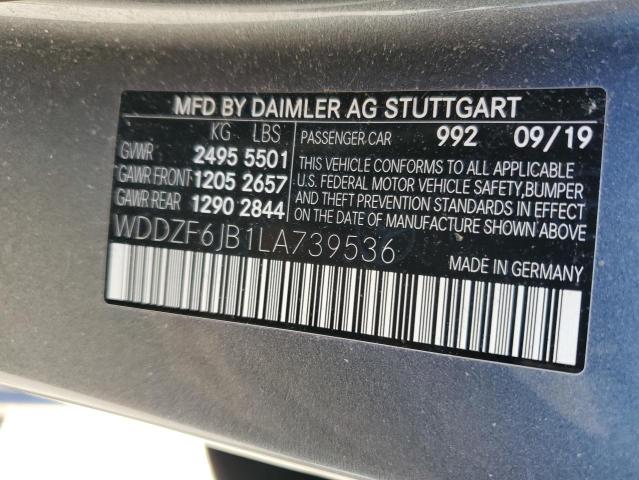 MFD BY DAIMLER AG STUTTGART
KG LBS
GVWR 2495 5501
GAWR FRONT 1205 2657
GAWR REAR 1290 2844
PASSENGER CAR 992 09/19
THIS VEHICLE CONFORMS TO ALL APPLICABLE
U.S. FEDERAL MOTOR VEHICLE SAFETY,BUMPER
AND THEFT PREVENTION STANDARDS IN EFFECT
ON THE DATE OF MANUFACTURE SHOWN ABOVE.
WDDZF6JB1LA739536
MADE IN GERMANY